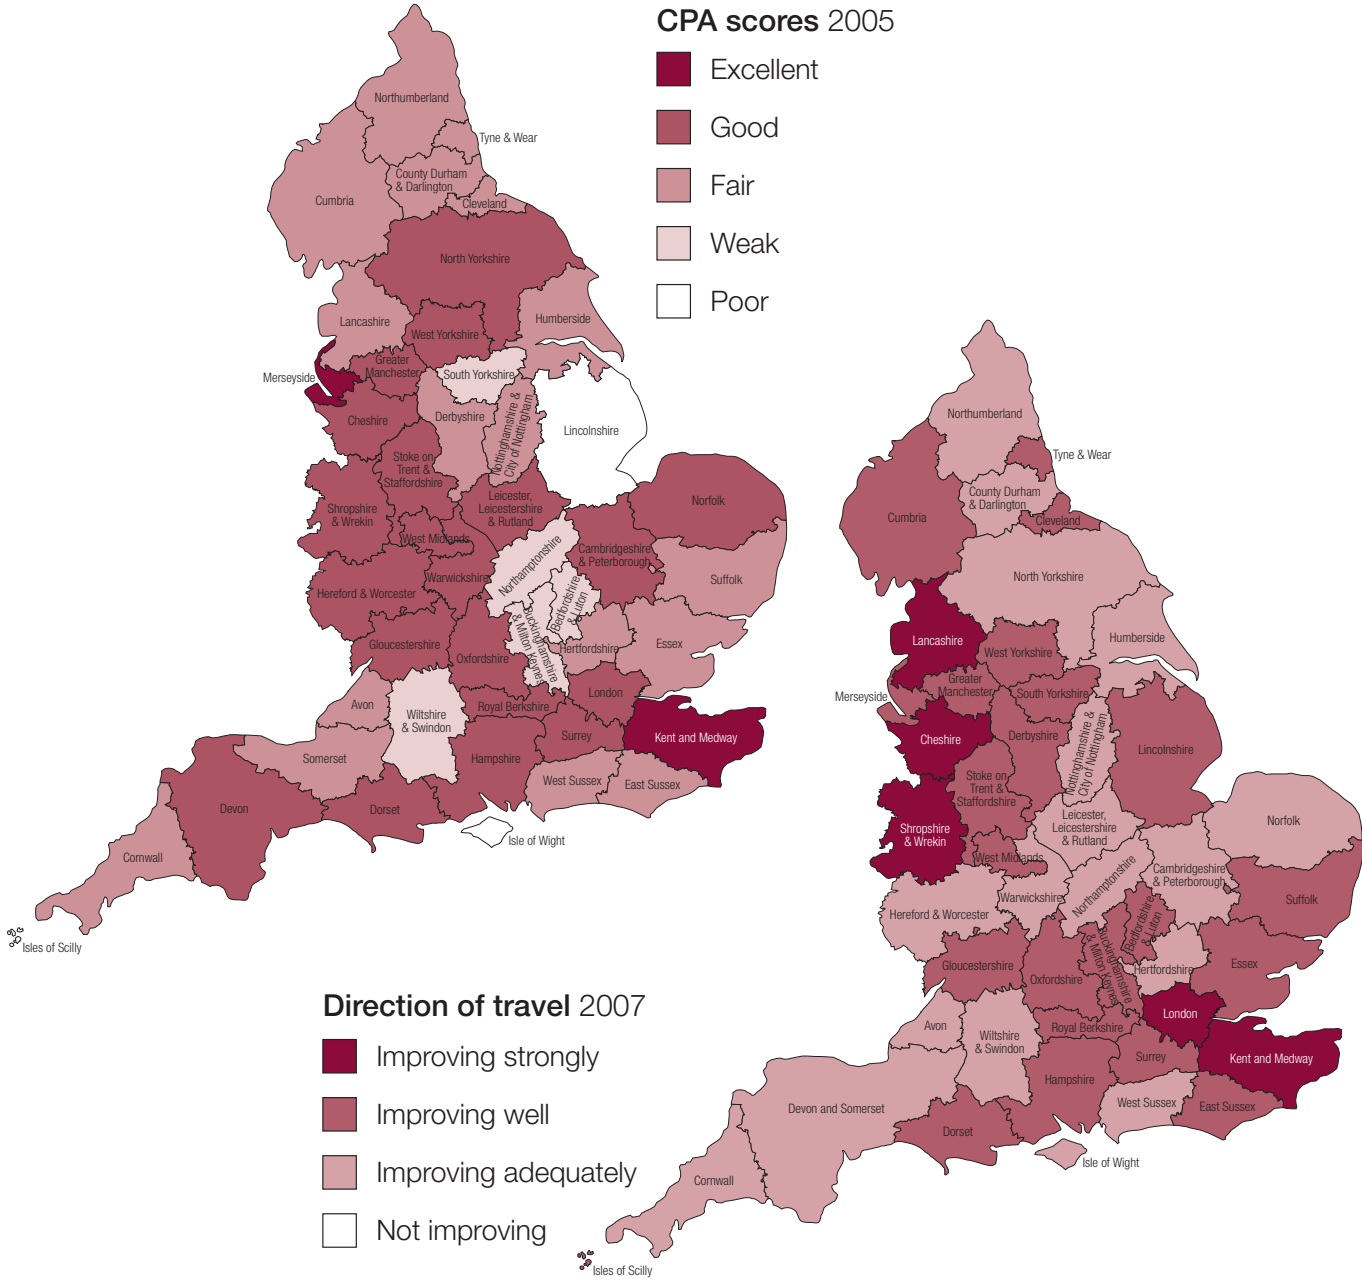 CPA scores 2005
Excellent
Good
Fair
Weak
Poor
Northumberland
Tyne & Wear
County Durham
& Darlington
Cumbria
Cleveland
North Yorkshire
Lancashire
Humberside
West Yorkshire
Greater
Manchester
Merseyside
South Yorkshire
Cheshire
Derbyshire
Nottinghamshire &
City of Nottingham
Lincolnshire
Stoke on
Trent &
Staffordshire
Leicester,
Leicestershire
& Rutland
Norfolk
Shropshire
& Wrekin
West Midlands
Northamptonshire
Cambridgeshire
& Peterborough
Warwickshire
Suffolk
Hereford & Worcester
Bedfordshire
& Luton
Buckinghamshire
& Milton Keynes
Gloucestershire
Oxfordshire
Hertfordshire
Essex
London
Avon
Wiltshire
& Swindon
Royal Berkshire
Kent and Medway
Somerset
Hampshire
Surrey
West Sussex
East Sussex
Devon
Dorset
Isle of Wight
Cornwall
Isles of Scilly
Direction of travel 2007
Improving strongly
Improving well
Improving adequately
Not improving
Northumberland
Tyne & Wear
County Durham
& Darlington
Cumbria
Cleveland
North Yorkshire
Lancashire
Humberside
West Yorkshire
Greater
Manchester
Merseyside
South Yorkshire
Cheshire
Derbyshire
Nottinghamshire &
City of Nottingham
Lincolnshire
Stoke on
Trent &
Staffordshire
Leicester,
Leicestershire
& Rutland
Norfolk
Shropshire
& Wrekin
West Midlands
Northamptonshire
Cambridgeshire
& Peterborough
Warwickshire
Suffolk
Hereford & Worcester
Bedfordshire
& Luton
Buckinghamshire
& Milton Keynes
Gloucestershire
Oxfordshire
Hertfordshire
Essex
London
Avon
Wiltshire
& Swindon
Royal Berkshire
Kent and Medway
Surrey
Hampshire
Devon and Somerset
West Sussex
East Sussex
Dorset
Isle of Wight
Cornwall
Isles of Scilly